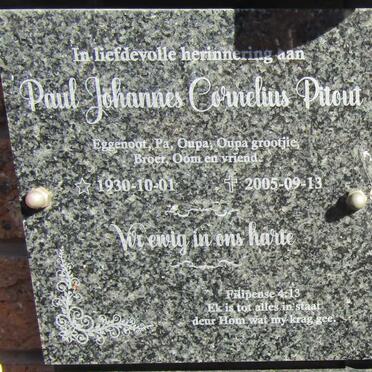 In liefdevolle herinnering aan
Paul Johannes Cornelius Pitout
Eggenoot, Pa, Oupa, Oupa grootjie,
Broer, Oom en vriend.
1930-10-01 2005-09-13
Vr ewig in ons harte
Filipense 4:13
Ek is tot alles in staat
deur Hom wat my krag gee.